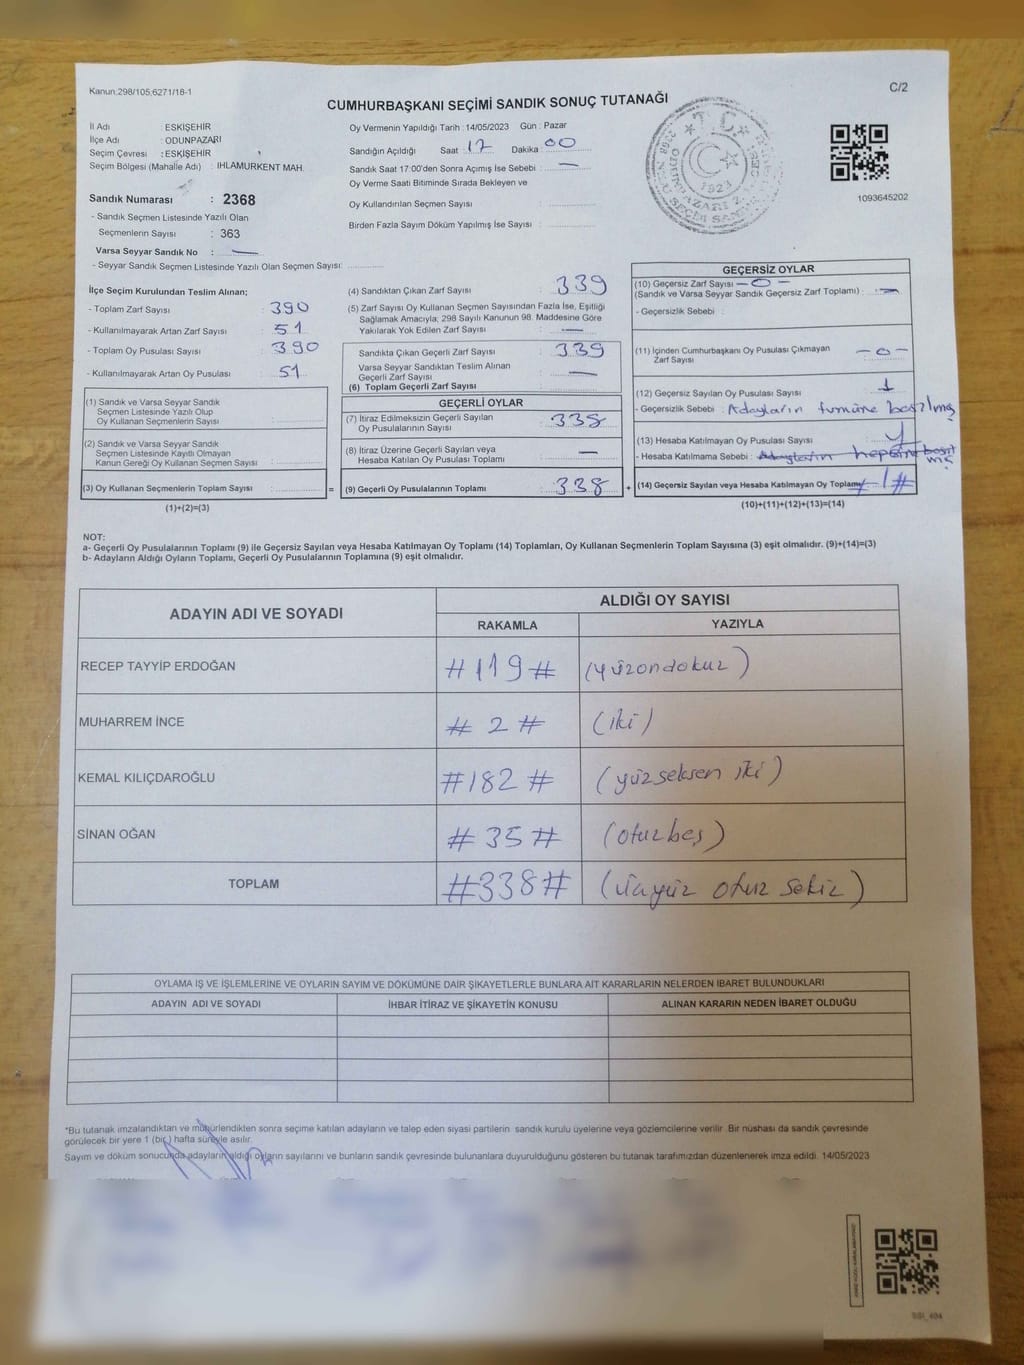 Kanun.298/105,6271/18-1
C/2
CUMHURBAŞKANI SEÇİMİ SANDIK SONUÇ TUTANAĞI
İl Adı : ESKİŞEHİR
İlçe Adı : ODUNPAZARI
Seçim Çevresi : ESKİŞEHİR
Seçim Bölgesi (Mahalle Adı) : IHLAMURKENT MAH.
Sandık Numarası : 2368
- Sandık Seçmen Listesinde Yazılı Olan
Seçmenlerin Sayısı : 363
Varsa Seyyar Sandık No : —
- Seyyar Sandık Seçmen Listesinde Yazılı Olan Seçmen Sayısı: ............
Oy Vermenin Yapıldığı Tarih : 14/05/2023 Gün : Pazar
Sandığın Açıldığı Saat : 17 Dakika : 00
Sandık Saat 17:00'den Sonra Açımış İse Sebebi : —
Oy Verme Saati Bitiminde Sırada Bekleyen ve
Oy Kullandırılan Seçmen Sayısı : ............
Birden Fazla Sayım Döküm Yapılmış İse Sayısı : ............
T.C.
1923
1093645202
İlçe Seçim Kurulundan Teslim Alınan;
- Toplam Zarf Sayısı : 390
- Kullanılmayarak Artan Zarf Sayısı : 51
- Toplam Oy Pusulası Sayısı : 390
- Kullanılmayarak Artan Oy Pusulası : 51
(1) Sandık ve Varsa Seyyar Sandık
Seçmen Listesinde Yazılı Olup
Oy Kullanan Seçmenlerin Sayısı : ............
(2) Sandık ve Varsa Seyyar Sandık
Seçmen Listesinde Kayıtlı Olmayan
Kanun Gereği Oy Kullanan Seçmen Sayısı : ............
(3) Oy Kullanan Seçmenlerin Toplam Sayısı : ............ =
(1)+(2)=(3)
(4) Sandıktan Çıkan Zarf Sayısı : 339
(5) Zarf Sayısı Oy Kullanan Seçmen Sayısından Fazla İse, Eşitliği
Sağlamak Amacıyla; 298 Sayılı Kanunun 98. Maddesine Göre
Yakılarak Yok Edilen Zarf Sayısı : —
Sandıkta Çıkan Geçerli Zarf Sayısı : 339
Varsa Seyyar Sandıktan Teslim Alınan
Geçerli Zarf Sayısı : —
(6) Toplam Geçerli Zarf Sayısı : ............
GEÇERLİ OYLAR
(7) İtiraz Edilmeksizin Geçerli Sayılan
Oy Pusulalarının Sayısı : 338
(8) İtiraz Üzerine Geçerli Sayılan veya
Hesaba Katılan Oy Pusulası Toplamı : —
(9) Geçerli Oy Pusulalarının Toplamı : 338 +
GEÇERSİZ OYLAR
(10) Geçersiz Zarf Sayısı — 0 —
(Sandık ve Varsa Seyyar Sandık Geçersiz Zarf Toplamı) : —
- Geçersizlik Sebebi :
(11) İçinden Cumhurbaşkanı Oy Pusulası Çıkmayan
Zarf Sayısı — 0 —
(12) Geçersiz Sayılan Oy Pusulası Sayısı : 1
- Geçersizlik Sebebi : Adayların tümüne basılmış
(13) Hesaba Katılmayan Oy Pusulası Sayısı :
- Hesaba Katılmama Sebebi : Adayların hepsine basılmış
(14) Geçersiz Sayılan veya Hesaba Katılmayan Oy Toplamı # 1 #
(10)+(11)+(12)+(13)=(14)
NOT:
a- Geçerli Oy Pusulalarının Toplamı (9) ile Geçersiz Sayılan veya Hesaba Katılmayan Oy Toplamı (14) Toplamları, Oy Kullanan Seçmenlerin Toplam Sayısına (3) eşit olmalıdır. (9)+(14)=(3)
b- Adayların Aldığı Oyların Toplamı, Geçerli Oy Pusulalarının Toplamına (9) eşit olmalıdır.
ADAYIN ADI VE SOYADI ALDIĞI OY SAYISI
RAKAMLA YAZIYLA
RECEP TAYYİP ERDOĞAN # 119 # (yüzondokuz)
MUHARREM İNCE # 2 # (iki)
KEMAL KILIÇDAROĞLU # 182 # (yüzseksen iki)
SİNAN OĞAN # 35 # (otuzbeş)
TOPLAM # 338 # (üçyüz otuz sekiz)
OYLAMA İŞ VE İŞLEMLERİNE VE OYLARIN SAYIM VE DÖKÜMÜNE DAİR ŞİKAYETLERLE BUNLARA AİT KARARLARIN NELERDEN İBARET BULUNDUKLARI
ADAYIN ADI VE SOYADI İHBAR İTİRAZ VE ŞİKAYETİN KONUSU ALINAN KARARIN NEDEN İBARET OLDUĞU
*Bu tutanak imzalandıktan ve mühürlendikten sonra seçime katılan adayların ve talep eden siyasi partilerin sandık kurulu üyelerine veya gözlemcilerine verilir. Bir nüshası da sandık çevresinde
görülecek bir yere 1 (bir) hafta süreyle asılır.
Sayım ve döküm sonucunda adayların aldığı oyların sayılarını ve bunların sandık çevresinde bulunanlara duyurulduğunu gösteren bu tutanak tarafımızdan düzenlenerek imza edildi. 14/05/2023